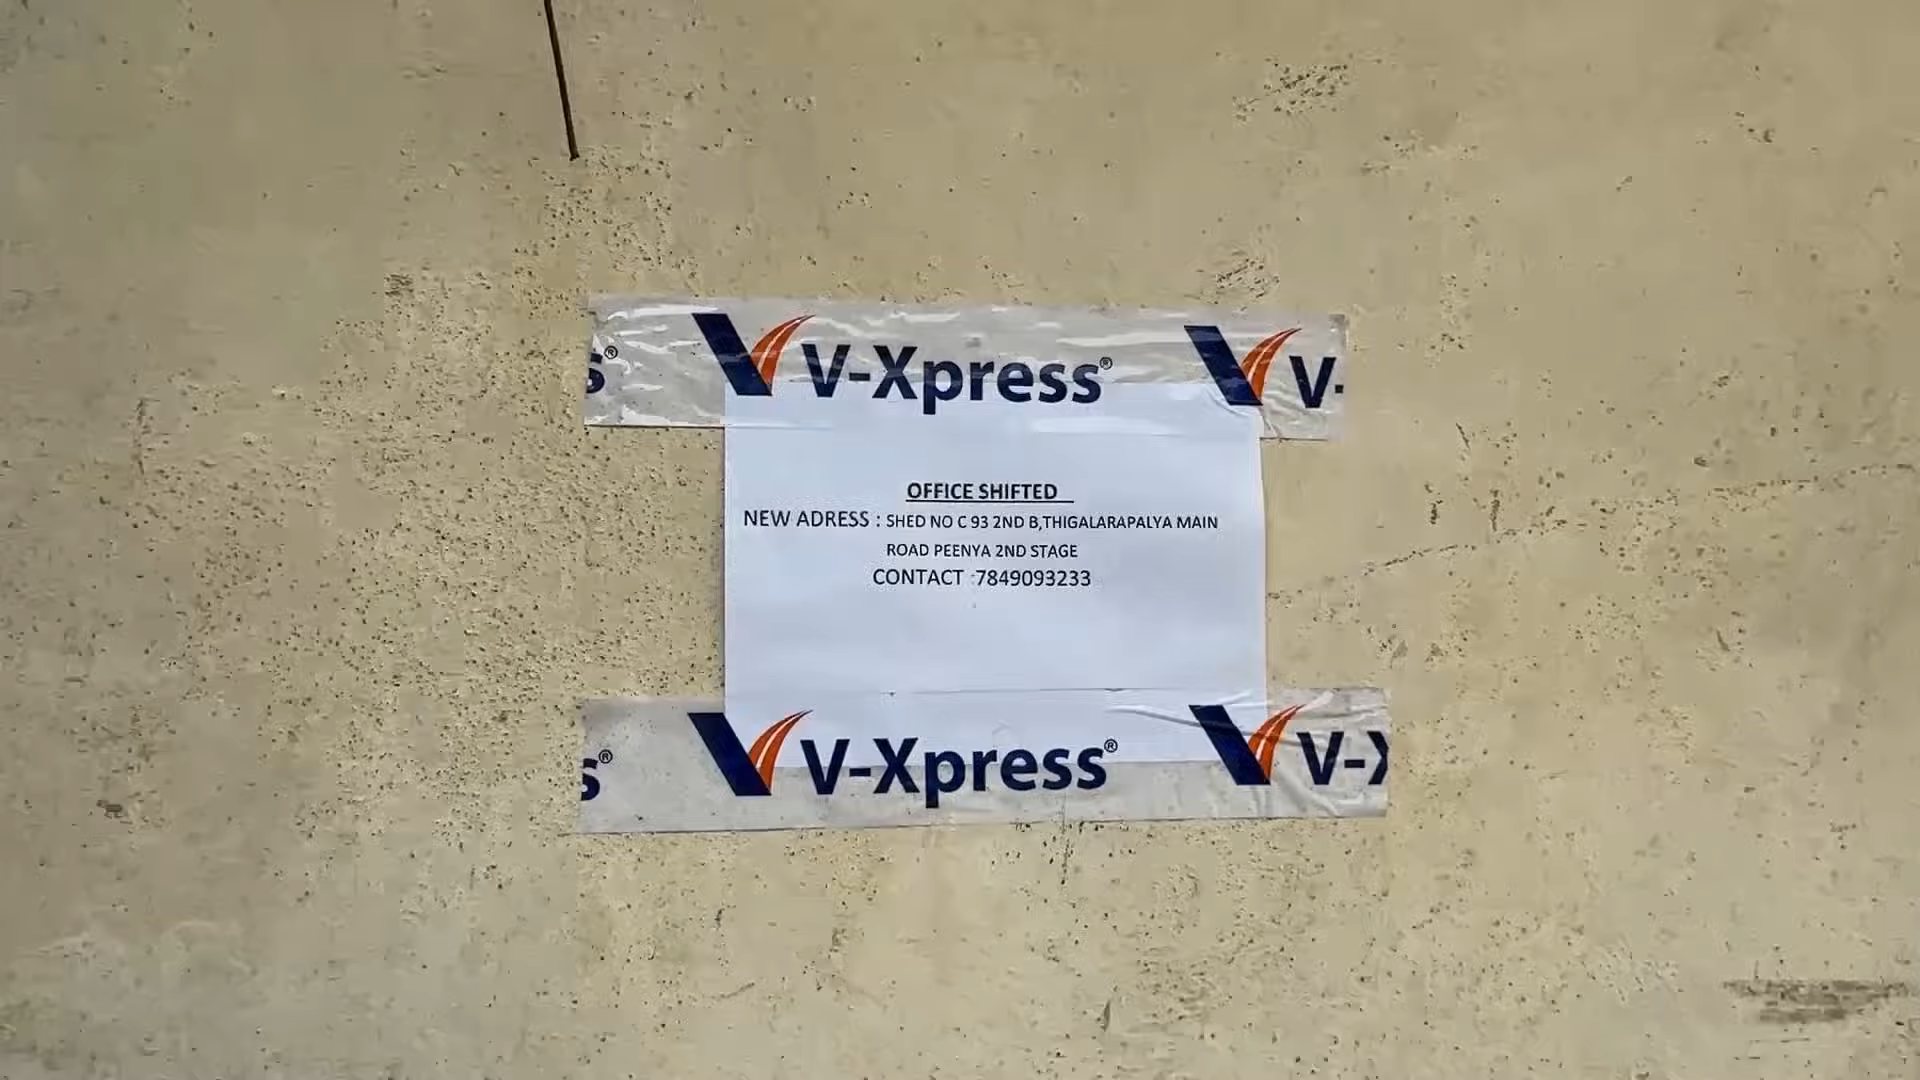 s® V-Xpress® V-
OFFICE SHIFTED
NEW ADRESS : SHED NO C 93 2ND B,THIGALARAPALYA MAIN
ROAD PEENYA 2ND STAGE
CONTACT :7849093233
s® V-Xpress® V-X